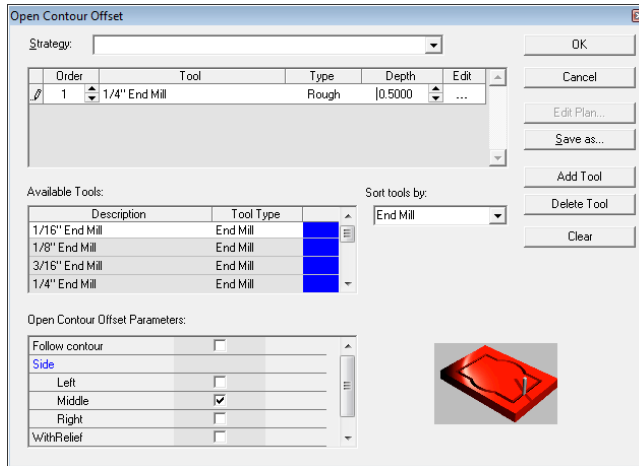 Open Contour Offset
Strategy:
OK
Order Tool Type Depth Edit
1 1/4" End Mill Rough 0.5000 ...
Cancel
Edit Plan...
Save as...
Add Tool
Available Tools:
Sort tools by:
Delete Tool
Description Tool Type
End Mill
1/16" End Mill End Mill
Clear
1/8" End Mill End Mill
3/16" End Mill End Mill
1/4" End Mill End Mill
Open Contour Offset Parameters:
Follow contour
Side
Left
Middle
Right
WithRelief